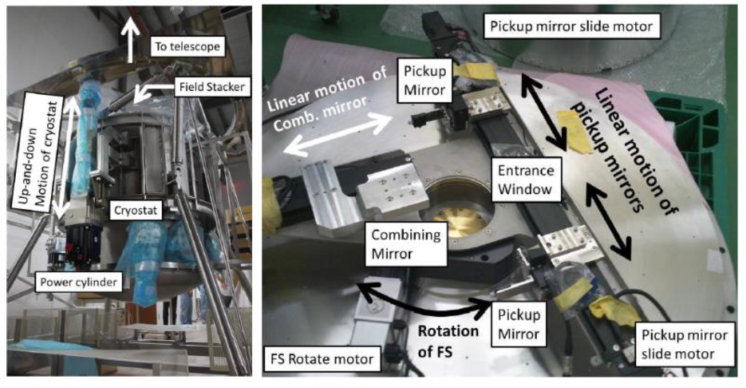 To telescope
Field Stacker
Up-and-down
Motion of cryostat
Cryostat
Power cylinder
Pickup mirror slide motor
Pickup
Mirror
Linear motion of
Comb. mirror
Linear motion of
pickup mirrors
Entrance
Window
Combining
Mirror
Pickup
Mirror
Rotation
of FS
FS Rotate motor
Pickup mirror
slide motor